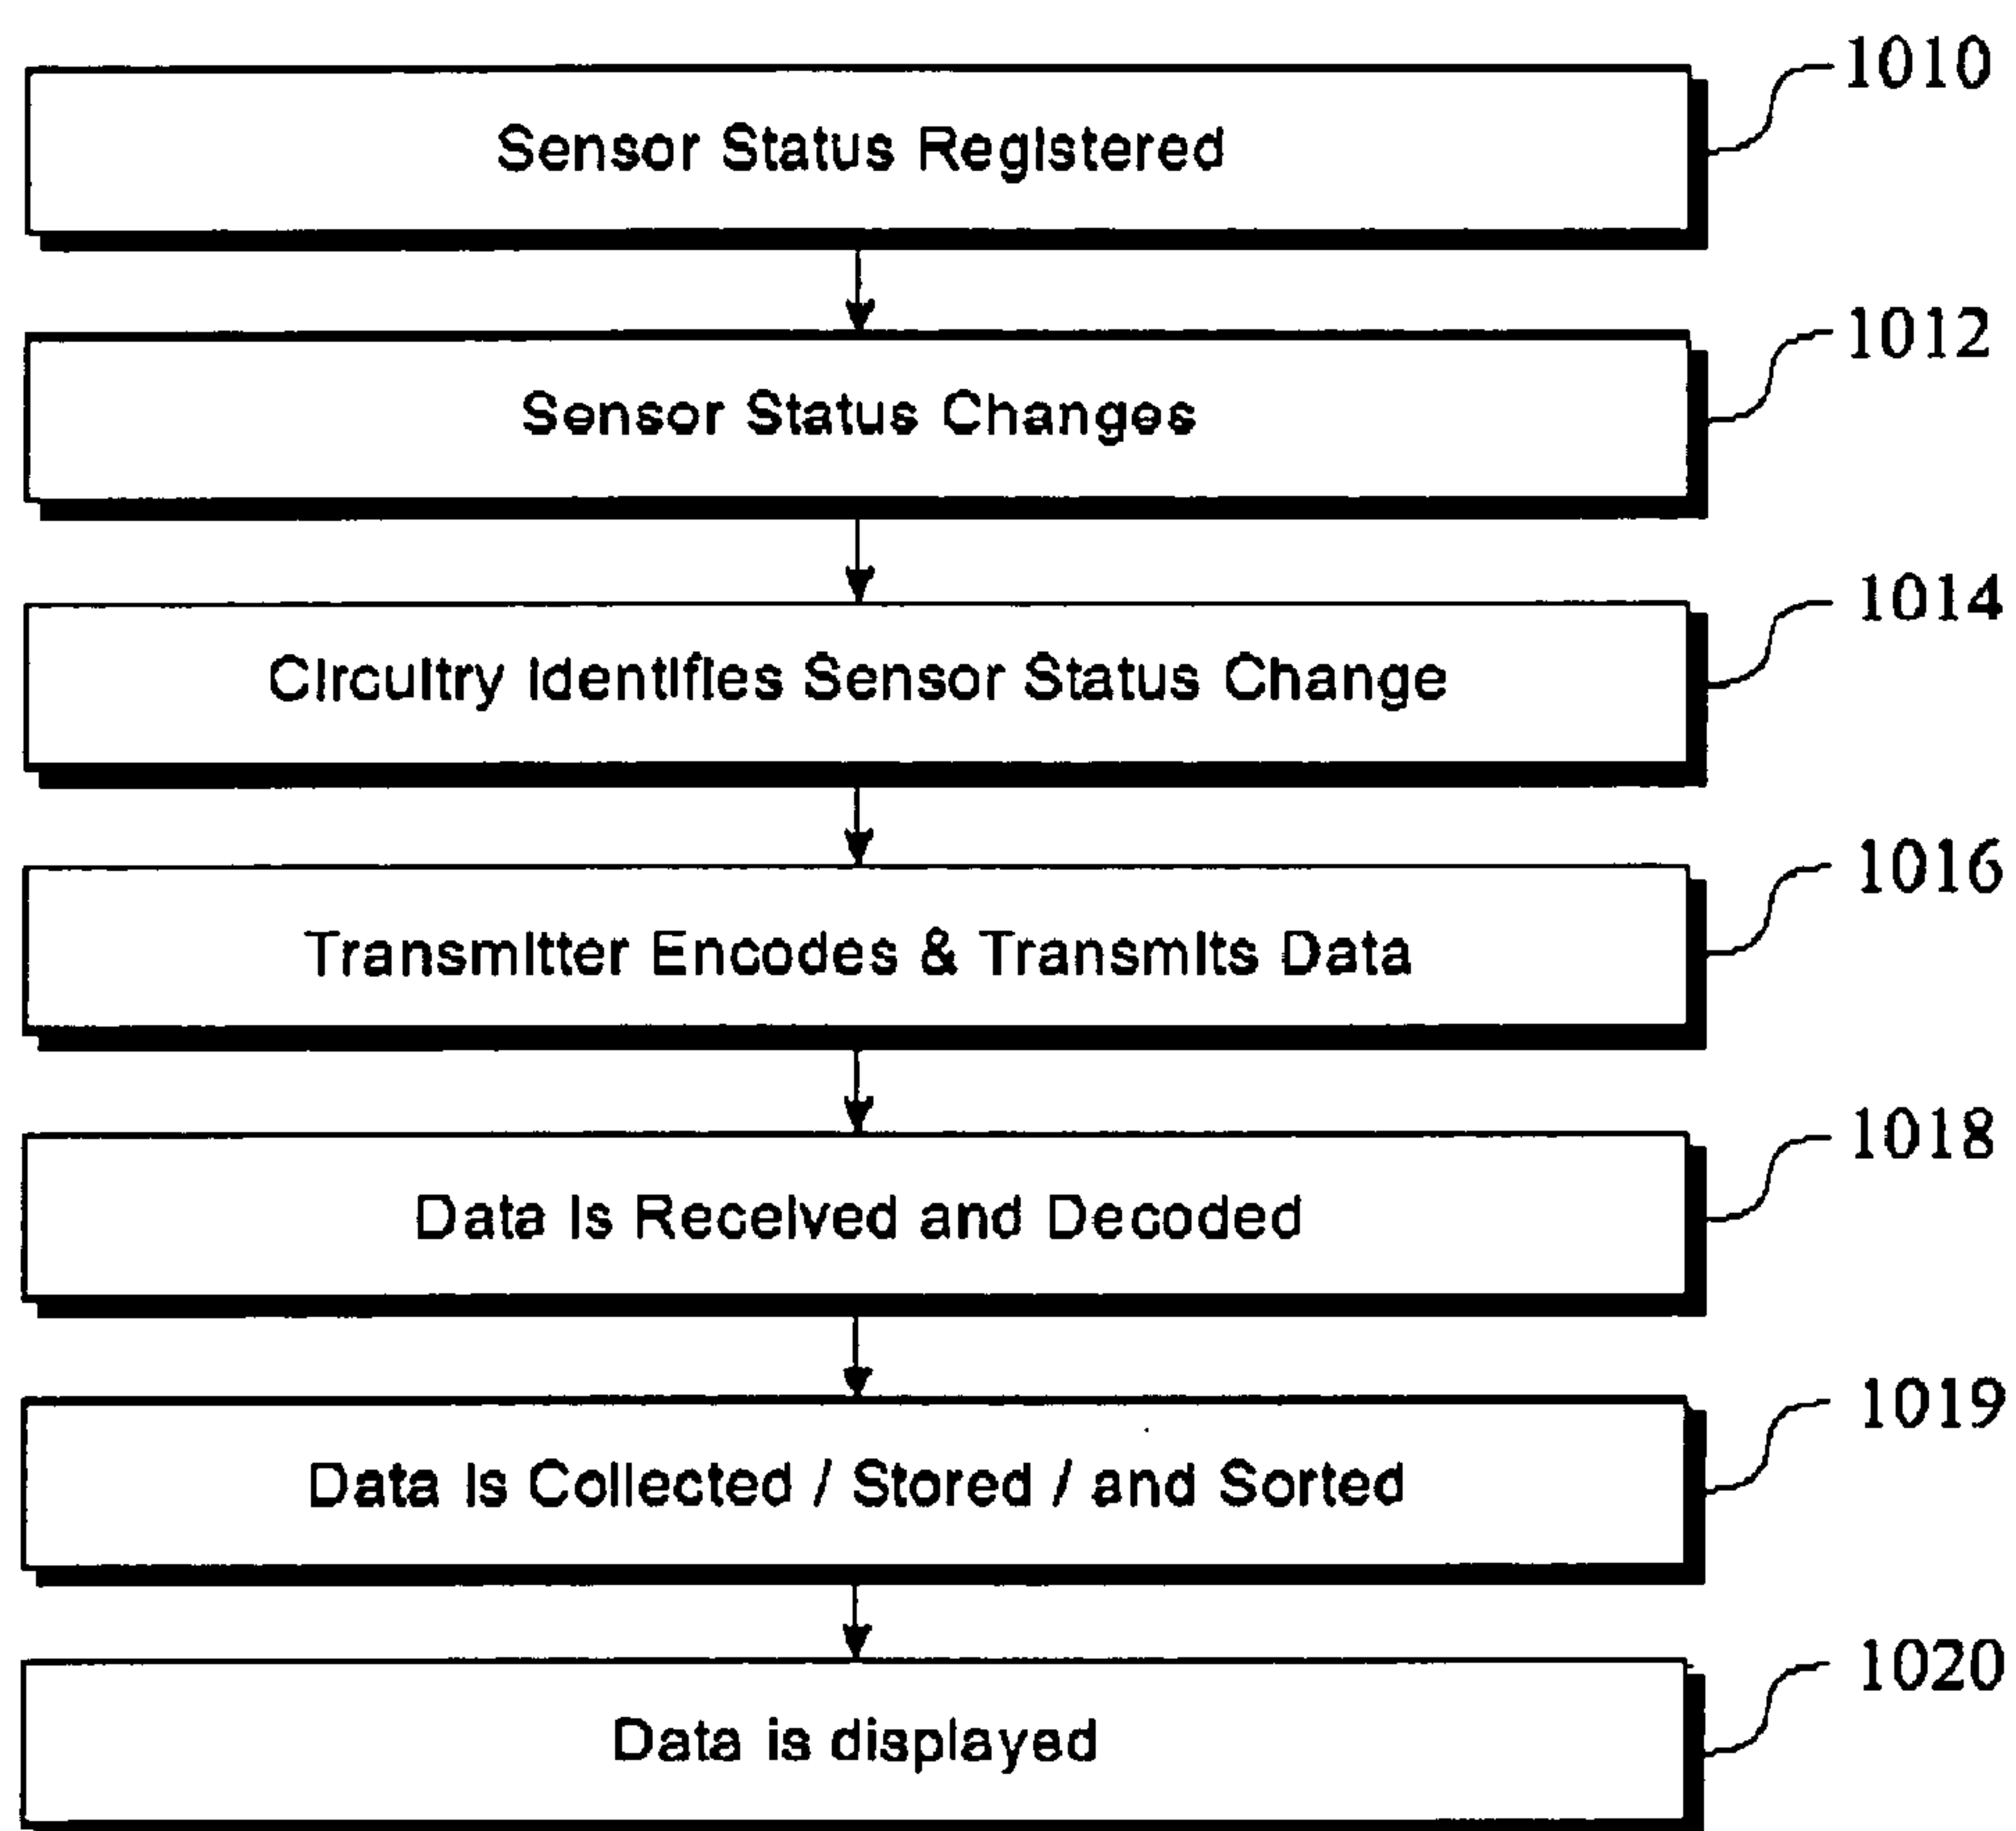 1010
Sensor Status Registered
1012
Sensor Status Changes
1014
Circuitry Identifies Sensor Status Change
1016
Transmitter Encodes & Transmits Data
1018
Data Is Received and Decoded
1019
Data Is Collected / Stored / and Sorted
1020
Data is displayed